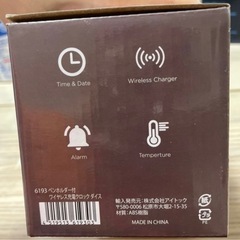 Time & Date
Wireless Charger
Alarm
Temperture
6193 ペンホルダー付
ワイヤレス充電クロック ダイス
輸入発売元：株式会社アイトック
〒580-0006 松原市大堀2-15-35
材質：ABS樹脂
MADE IN CHINA
紙
プラ